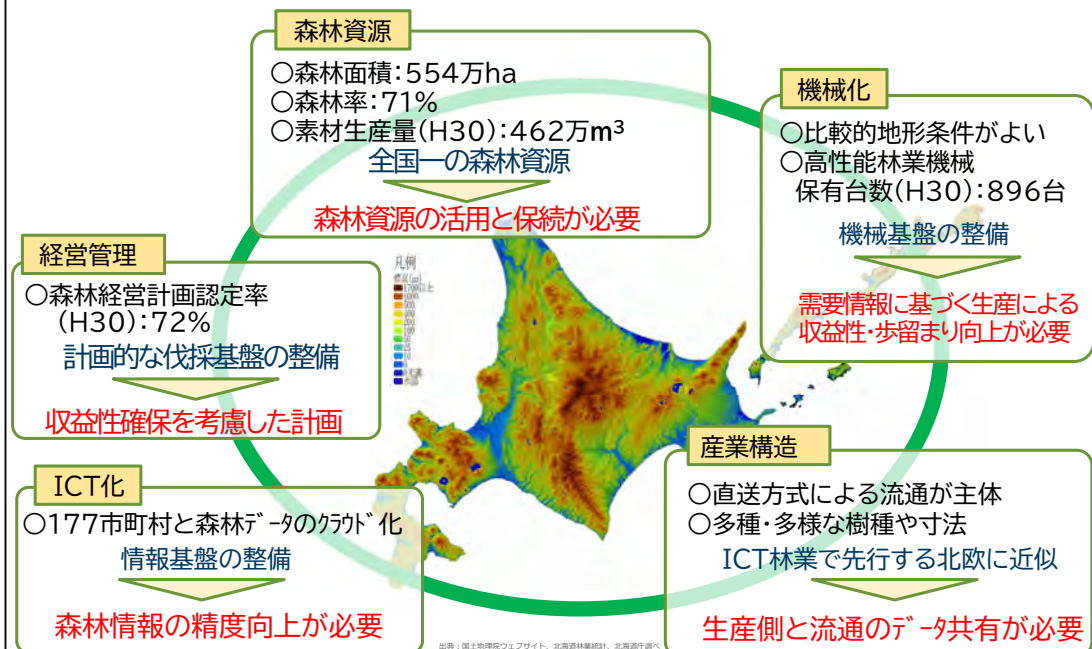 森林資源
○森林面積:554万ha
○森林率:71%
○素材生産量(H30):462万m³
全国一の森林資源
森林資源の活用と保続が必要
機械化
○比較的地形条件がよい
○高性能林業機械
保有台数(H30):896台
機械基盤の整備
需要情報に基づく生産による
収益性・歩留まり向上が必要
経営管理
○森林経営計画認定率
(H30):72%
計画的な伐採基盤の整備
収益性確保を考慮した計画
凡例
ICT化
○177市町村と森林ﾃﾞｰﾀのｸﾗｳﾄﾞ化
情報基盤の整備
森林情報の精度向上が必要
産業構造
○直送方式による流通が主体
○多種・多様な樹種や寸法
ICT林業で先行する北欧に近似
生産側と流通のﾃﾞｰﾀ共有が必要
出典：国土地理院ウェブサイト、北海道林業統計、北海道庁調べ